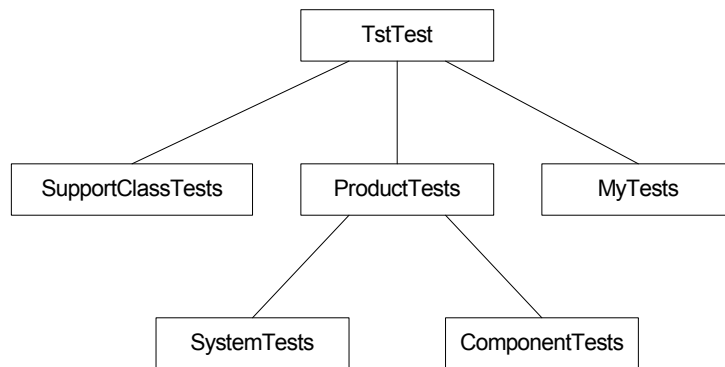 TstTest
SupportClassTests
ProductTests
MyTests
SystemTests
ComponentTests